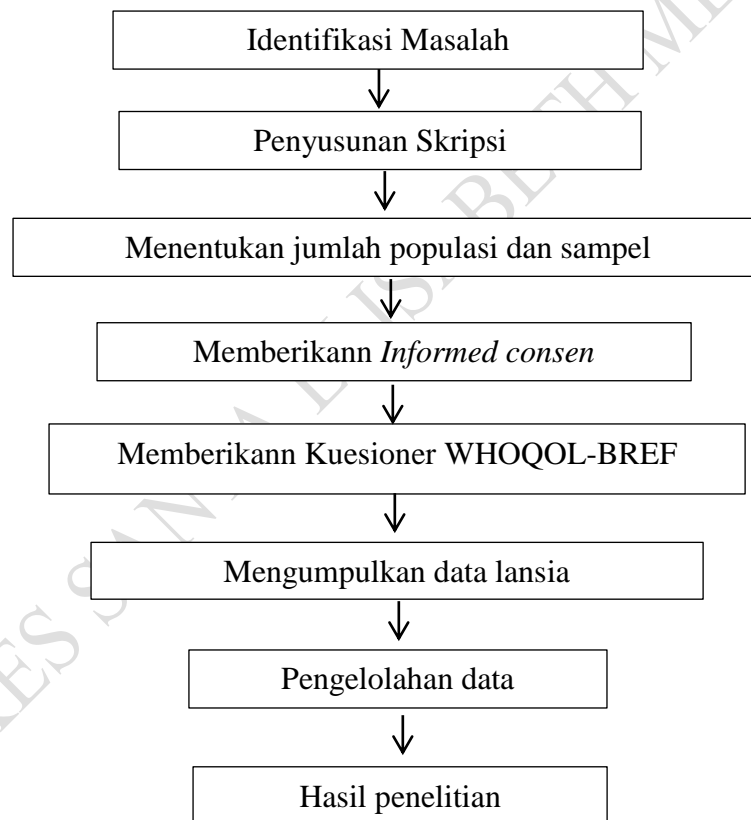 Identifikasi Masalah
Penyusunan Skripsi
Menentukan jumlah populasi dan sampel
Memberikann Informed consen
Memberikann Kuesioner WHOQOL-BREF
Mengumpulkan data lansia
Pengelolahan data
Hasil penelitian